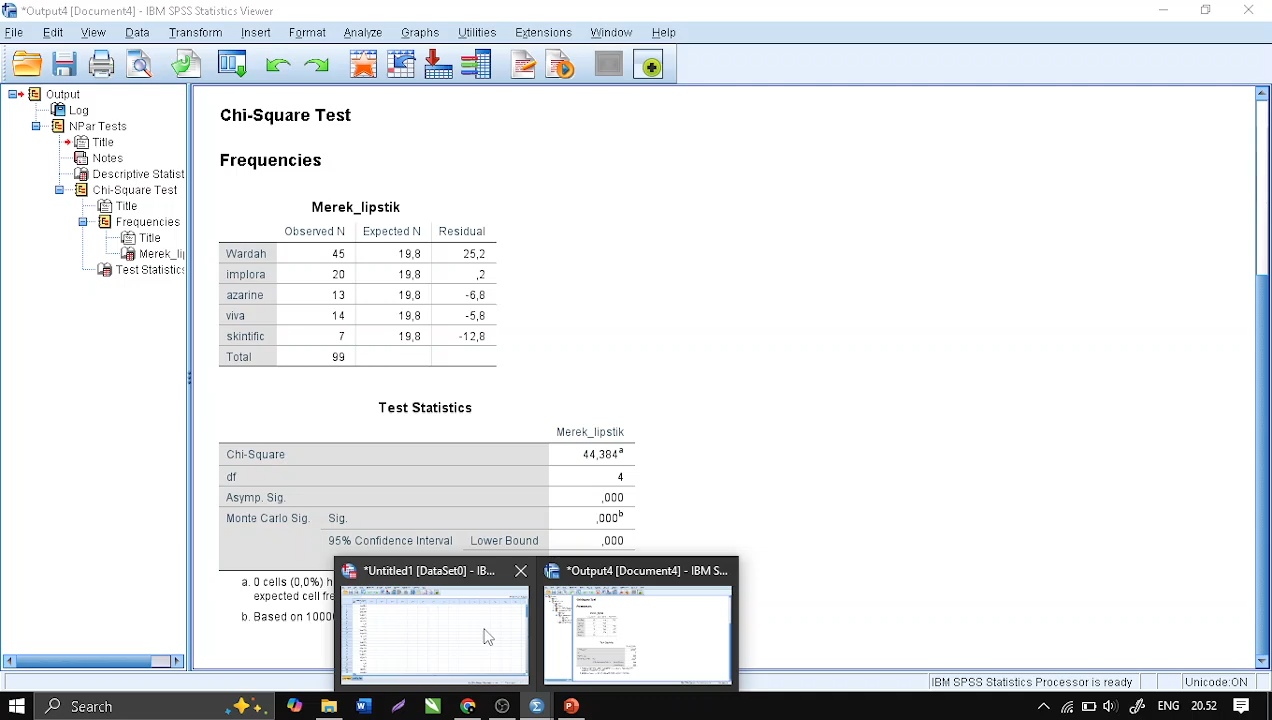 *Output4 [Document4] - IBM SPSS Statistics Viewer
File Edit View Data Transform Insert Format Analyze Graphs Utilities Extensions Window Help
Output
Log
NPar Tests
Title
Notes
Descriptive Statist
Chi-Square Test
Title
Frequencies
Title
Merek_li
Test Statistics
Chi-Square Test
Frequencies
Merek_lipstik
Observed N Expected N Residual
Wardah 45 19,8 25,2
implora 20 19,8 ,2
azarine 13 19,8 -6,8
viva 14 19,8 -5,8
skintific 7 19,8 -12,8
Total 99
Test Statistics
Merek_lipstik
Chi-Square 44,384a
df 4
Asymp. Sig. ,000
Monte Carlo Sig. Sig. ,000b
95% Confidence Interval Lower Bound ,000
a. 0 cells (0,0%) h
expected cell fre
b. Based on 10000
*Untitled1 [DataSet0] - IB...
*Output4 [Document4] - IBM S...
IBM SPSS Statistics Processor is ready Unicode:ON
Search
ENG 20.52